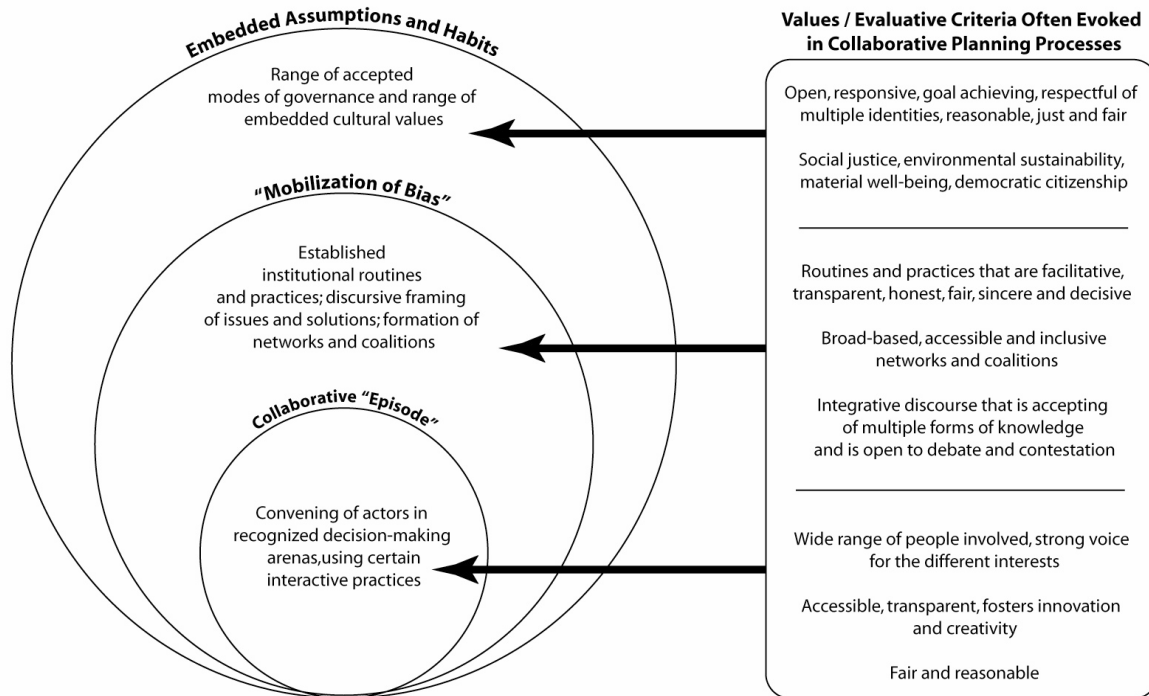 Embedded Assumptions and Habits
Range of accepted
modes of governance and range of
embedded cultural values
“Mobilization of Bias”
Established
institutional routines
and practices; discursive framing
of issues and solutions; formation of
networks and coalitions
Collaborative “Episode”
Convening of actors in
recognized decision-making
arenas,using certain
interactive practices
Values / Evaluative Criteria Often Evoked
in Collaborative Planning Processes
Open, responsive, goal achieving, respectful of
multiple identities, reasonable, just and fair
Social justice, environmental sustainability,
material well-being, democratic citizenship
Routines and practices that are facilitative,
transparent, honest, fair, sincere and decisive
Broad-based, accessible and inclusive
networks and coalitions
Integrative discourse that is accepting
of multiple forms of knowledge
and is open to debate and contestation
Wide range of people involved, strong voice
for the different interests
Accessible, transparent, fosters innovation
and creativity
Fair and reasonable